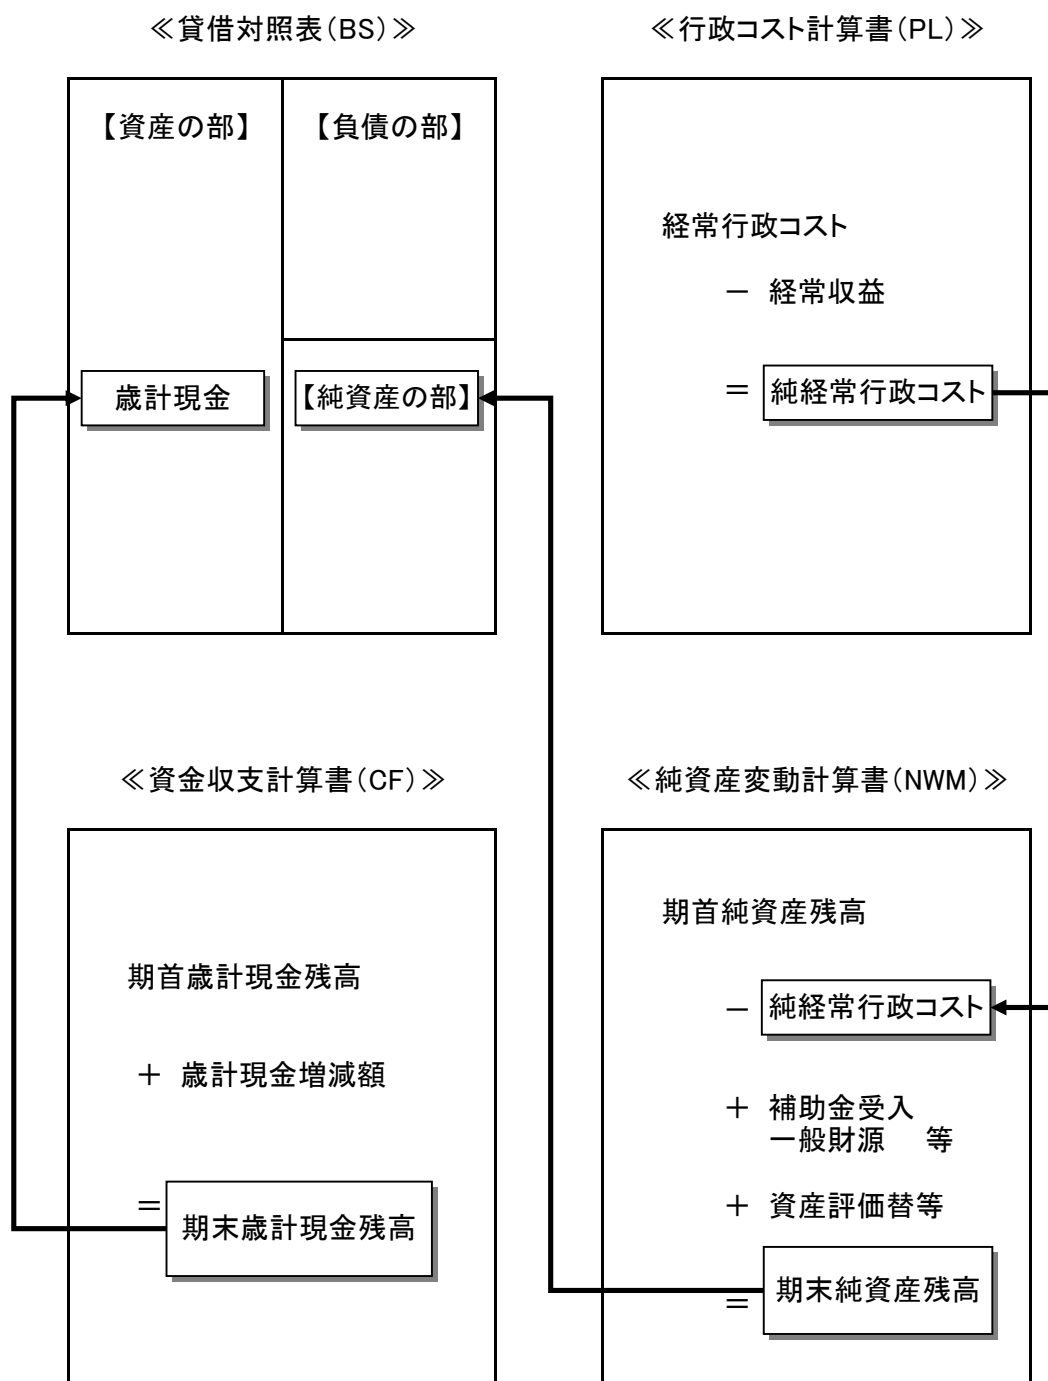 ≪貸借対照表(BS)≫
【資産の部】
【負債の部】
歳計現金
【純資産の部】
≪行政コスト計算書(PL)≫
経常行政コスト
－ 経常収益
＝ 純経常行政コスト
≪資金収支計算書(CF)≫
期首歳計現金残高
＋ 歳計現金増減額
＝ 期末歳計現金残高
≪純資産変動計算書(NWM)≫
期首純資産残高
－ 純経常行政コスト
＋ 補助金受入
一般財源 等
＋ 資産評価替等
＝ 期末純資産残高